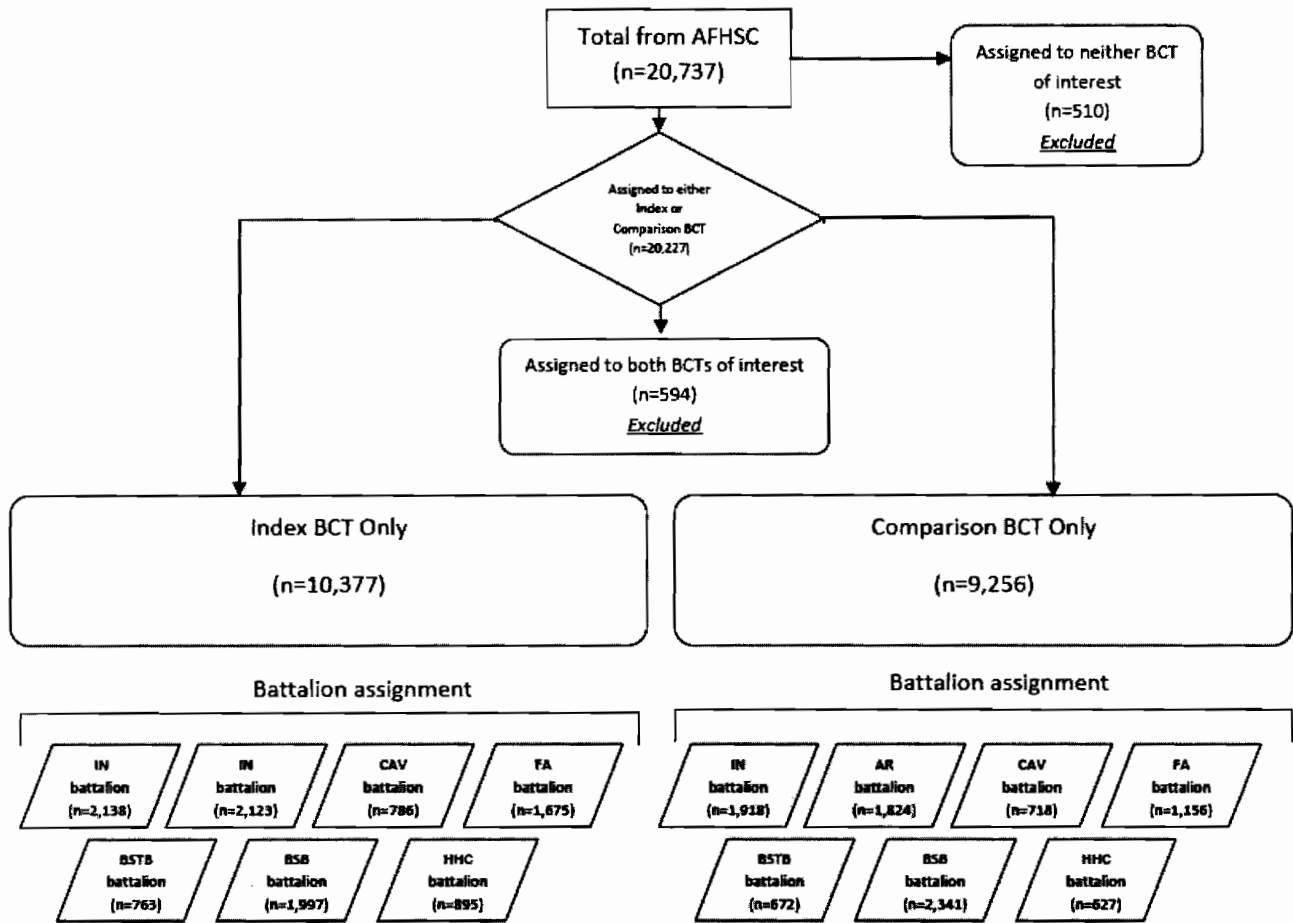 Total from AFHSC
(n=20,737)
Assigned to neither BCT
of interest
(n=510)
Excluded
Assigned to either
Index or
Comparison BCT
(n=20,227)
Assigned to both BCTs of interest
(n=594)
Excluded
Index BCT Only
(n=10,377)
Comparison BCT Only
(n=9,256)
Battalion assignment
IN
battalion
(n=2,138)
IN
battalion
(n=2,123)
CAV
battalion
(n=786)
FA
battalion
(n=1,675)
BSTB
battalion
(n=763)
BSB
battalion
(n=1,997)
HHC
battalion
(n=895)
Battalion assignment
IN
battalion
(n=1,918)
AR
battalion
(n=1,824)
CAV
battalion
(n=718)
FA
battalion
(n=1,156)
BSTB
battalion
(n=672)
BSB
battalion
(n=2,341)
HHC
battalion
(n=627)